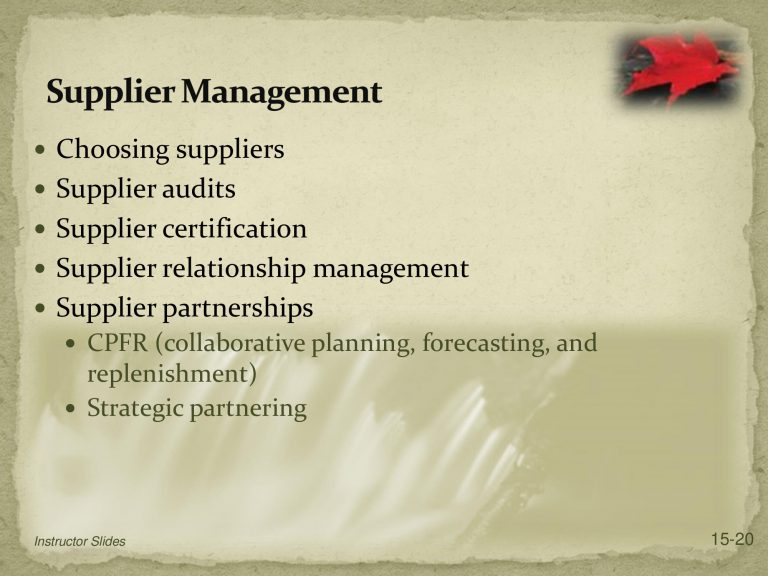 Supplier Management
• Choosing suppliers
• Supplier audits
• Supplier certification
• Supplier relationship management
• Supplier partnerships
• CPFR (collaborative planning, forecasting, and
replenishment)
• Strategic partnering
Instructor Slides
15-20